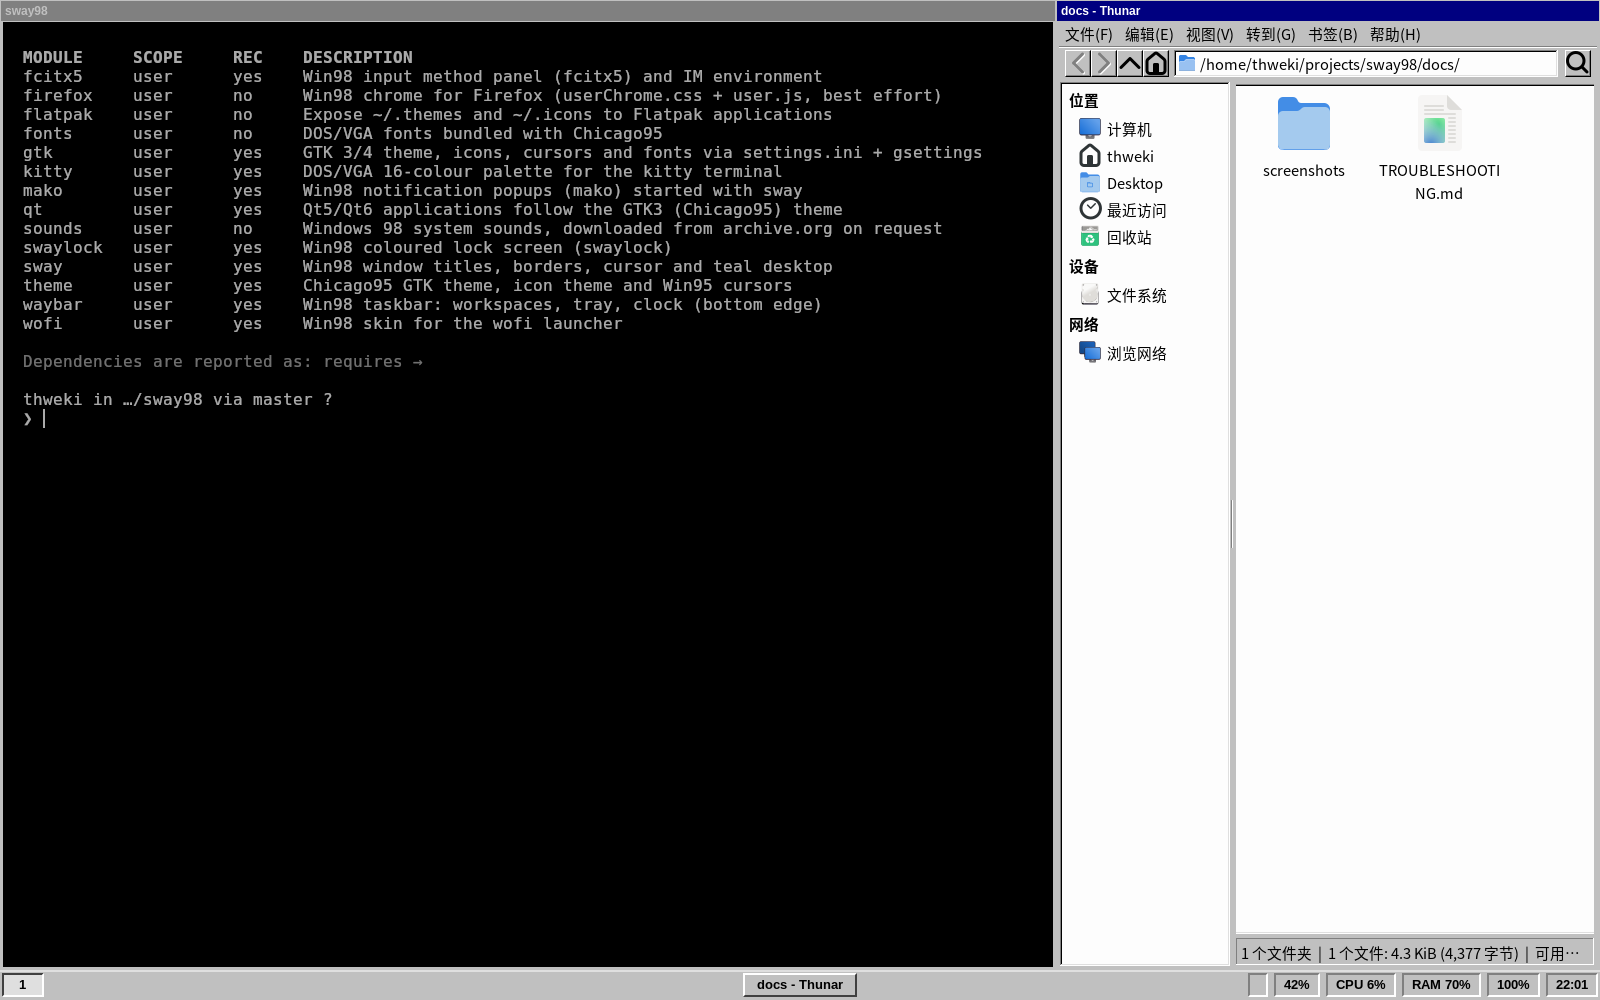 sway98
MODULE SCOPE REC DESCRIPTION
fcitx5 user yes Win98 input method panel (fcitx5) and IM environment
firefox user no Win98 chrome for Firefox (userChrome.css + user.js, best effort)
flatpak user no Expose ~/.themes and ~/.icons to Flatpak applications
fonts user no DOS/VGA fonts bundled with Chicago95
gtk user yes GTK 3/4 theme, icons, cursors and fonts via settings.ini + gsettings
kitty user yes DOS/VGA 16-colour palette for the kitty terminal
mako user yes Win98 notification popups (mako) started with sway
qt user yes Qt5/Qt6 applications follow the GTK3 (Chicago95) theme
sounds user no Windows 98 system sounds, downloaded from archive.org on request
swaylock user yes Win98 coloured lock screen (swaylock)
sway user yes Win98 window titles, borders, cursor and teal desktop
theme user yes Chicago95 GTK theme, icon theme and Win95 cursors
waybar user yes Win98 taskbar: workspaces, tray, clock (bottom edge)
wofi user yes Win98 skin for the wofi launcher
Dependencies are reported as: requires →
thweki in …/sway98 via master ?
❯
docs - Thunar
文件(F) 编辑(E) 视图(V) 转到(G) 书签(B) 帮助(H)
/home/thweki/projects/sway98/docs/
位置
计算机
thweki
Desktop
最近访问
回收站
设备
文件系统
网络
浏览网络
screenshots
TROUBLESHOOTI
NG.md
1 个文件夹 | 1 个文件: 4.3 KiB (4,377 字节) | 可用…
1
docs - Thunar
42%
CPU 6%
RAM 70%
100%
22:01